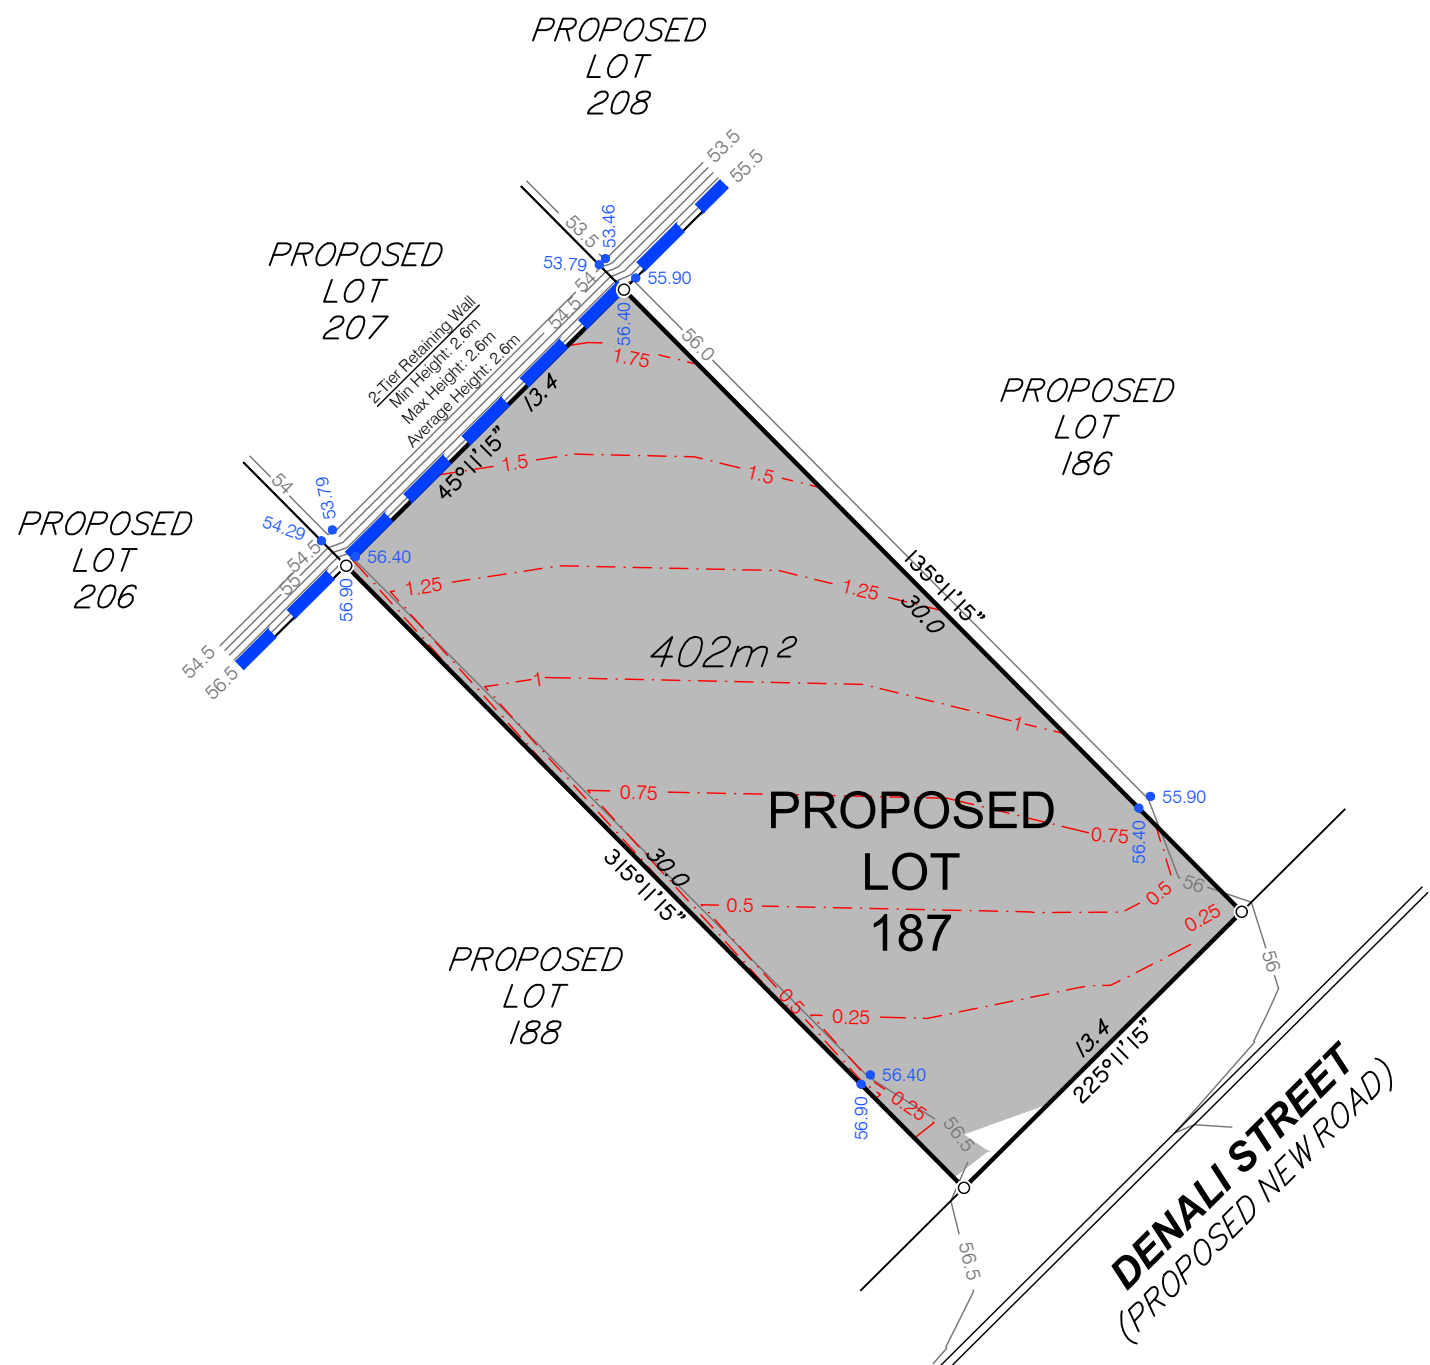 PROPOSED
LOT
208
53.5
55.5
53.5
53.46
53.79
54
55.90
54.5
56.40
PROPOSED
LOT
207
2-Tier Retaining Wall
Min Height: 2.6m
Max Height: 2.6m
Average Height: 2.6m
13.4
45°11'15"
56.0
1.75
1.5
1.5
PROPOSED
LOT
186
54
53.79
54.29
54.5
55
56.40
56.90
PROPOSED
LOT
206
54.5
56.5
1.25
1.25
135°11'15"
30.0
402m²
1
1
0.75
0.75
PROPOSED
LOT
187
55.90
56.40
56
0.5
0.5
0.25
30.0
315°11'15"
PROPOSED
LOT
188
0.5
0.25
56
56.40
56.90
0.25
56.5
13.4
225°11'15"
56.5
DENALI STREET
(PROPOSED NEW ROAD)